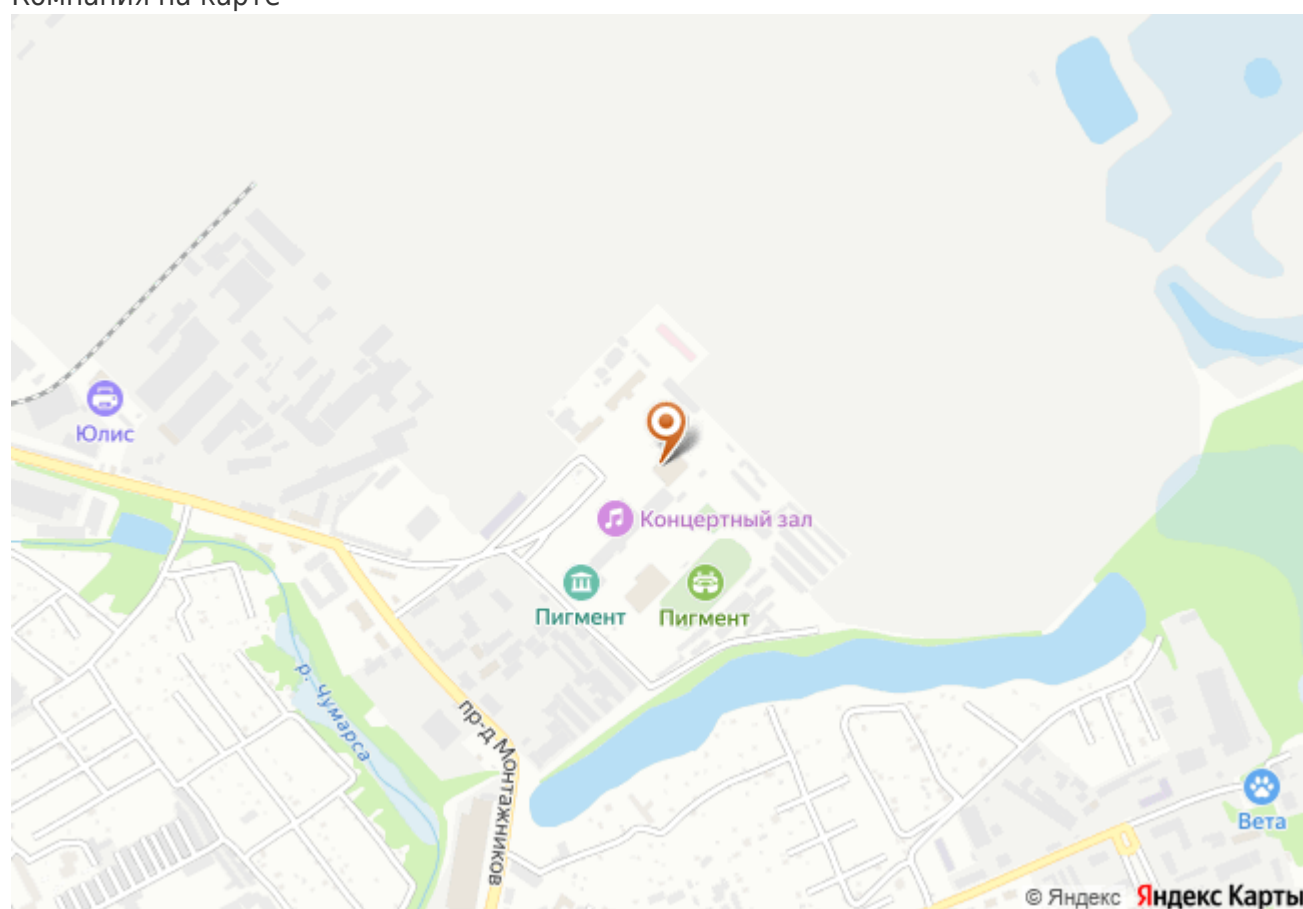 Компания на карте
Юлис
Концертный зал
Пигмент
Пигмент
р. Чумарса
пр-д Монтажников
Вета
© Яндекс Яндекс Карты